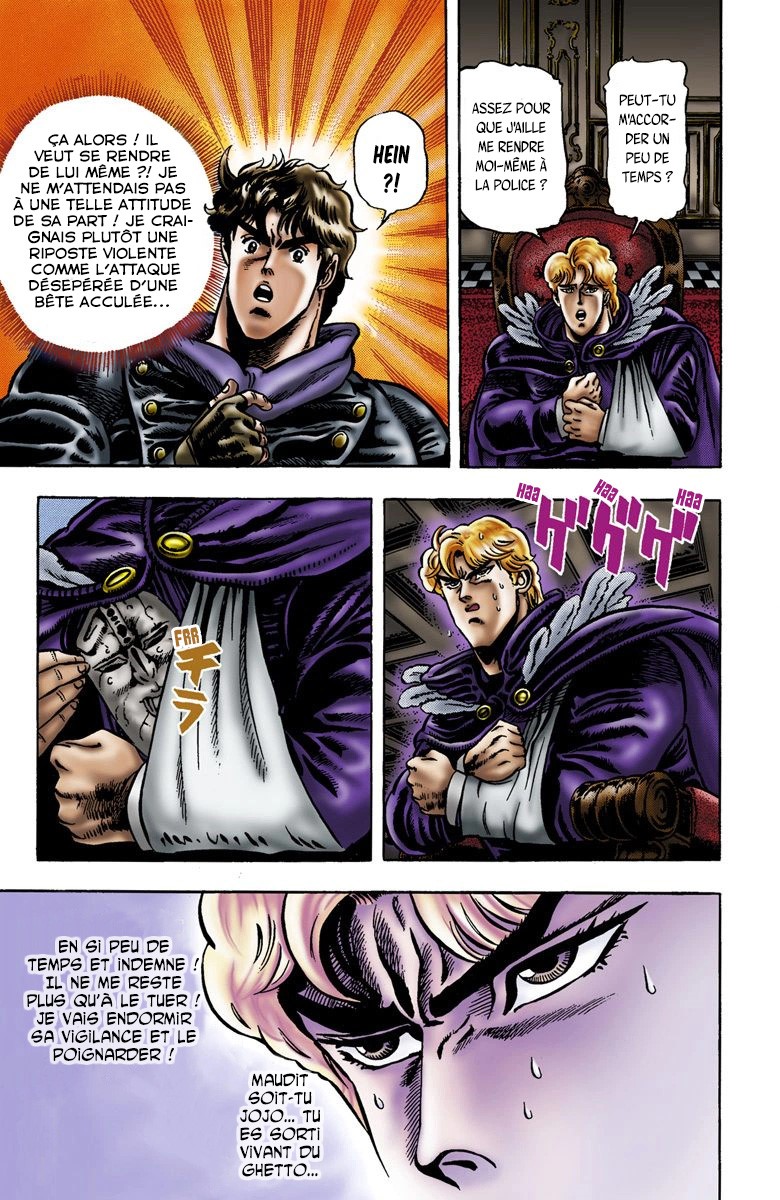 PEUT-TU
M'ACCOR-
DER UN
PEU DE
TEMPS ?
ASSEZ POUR
QUE J'AILLE
ME RENDRE
MOI-MÊME À
LA POLICE ?
HEIN
?!
ÇA ALORS ! IL
VEUT SE RENDRE
DE LUI MÊME ?! JE
NE M'ATTENDAIS PAS
À UNE TELLE ATTITUDE
DE SA PART ! JE CRAI-
GNAIS PLUTÔT UNE
RIPOSTE VIOLENTE
COMME L'ATTAQUE
DÉSEPÉRÉE D'UNE
BÊTE ACCULÉE...
HAA
HAA
HAA
ゲゲゲ
FRR
チラ
MAUDIT
SOIT-TU
JOJO... TU
ES SORTI
VIVANT DU
GHETTO...
EN SI PEU DE
TEMPS ET INDEMNE !
IL NE ME RESTE
PLUS QU'À LE TUER !
JE VAIS ENDORMIR
SA VIGILANCE ET LE
POIGNARDER !